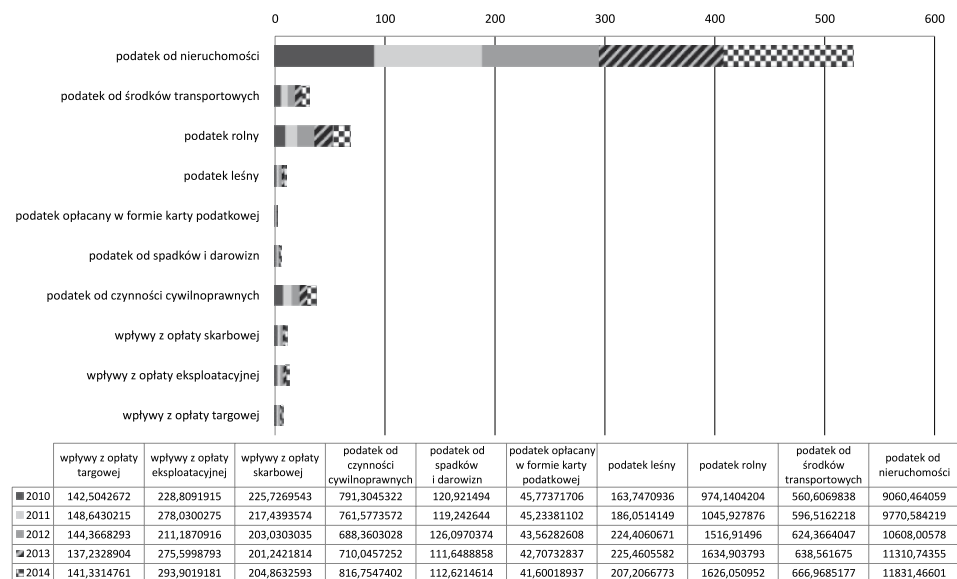 0 100 200 300 400 500 600
podatek od nieruchomości
podatek od środków transportowych
podatek rolny
podatek leśny
podatek opłacany w formie karty podatkowej
podatek od spadków i darowizn
podatek od czynności cywilnoprawnych
wpływy z opłaty skarbowej
wpływy z opłaty eksploatacyjnej
wpływy z opłaty targowej
wpływy z opłaty targowej
wpływy z opłaty eksploatacyjnej
wpływy z opłaty skarbowej
podatek od czynności cywilnoprawnych
podatek od spadków i darowizn
podatek opłacany w formie karty podatkowej
podatek leśny
podatek rolny
podatek od środków transportowych
podatek od nieruchomości
2010 142,5042672 228,8091915 225,7269543 791,3045322 120,921494 45,77371706 163,7470936 974,1404204 560,6069838 9060,464059
2011 148,6430215 278,0300275 217,4393574 761,5773572 119,242644 45,23381102 186,0514149 1045,927876 596,5162218 9770,584219
2012 144,3668293 211,1870916 203,0303035 688,3603028 126,0970374 43,56282608 224,4060671 1516,91496 624,3664047 10608,00578
2013 137,2328904 275,5998793 201,2421814 710,0457252 111,6488858 42,70732837 225,4605582 1634,903793 638,561675 11310,74355
2014 141,3314761 293,9019181 204,8632593 816,7547402 112,6214614 41,60018937 207,2066773 1626,050952 666,9685177 11831,46601